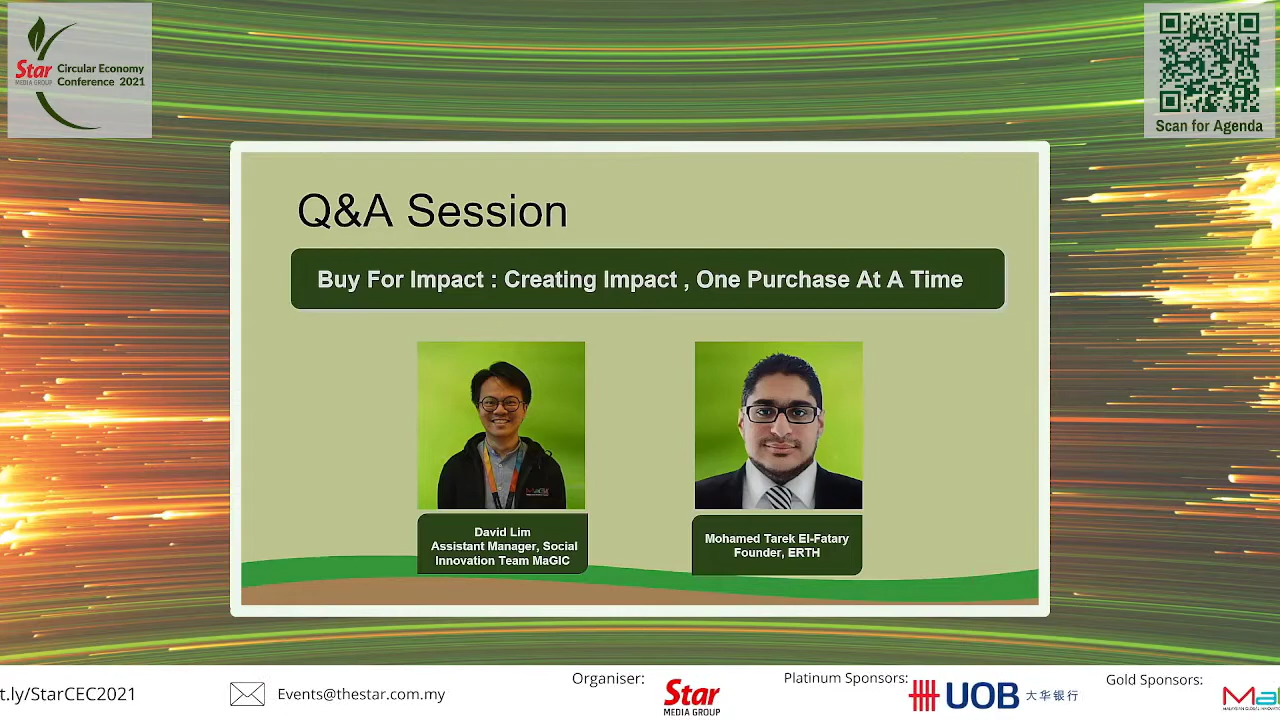 Star
MEDIA GROUP
Circular Economy
Conference 2021
Scan for Agenda
Q&A Session
Buy For Impact : Creating Impact , One Purchase At A Time
David Lim
Assistant Manager, Social
Innovation Team MaGIC
Mohamed Tarek El-Fatary
Founder, ERTH
t.ly/StarCEC2021
Events@thestar.com.my
Organiser:
Star
MEDIA GROUP
Platinum Sponsors:
UOB 大华银行
Gold Sponsors: